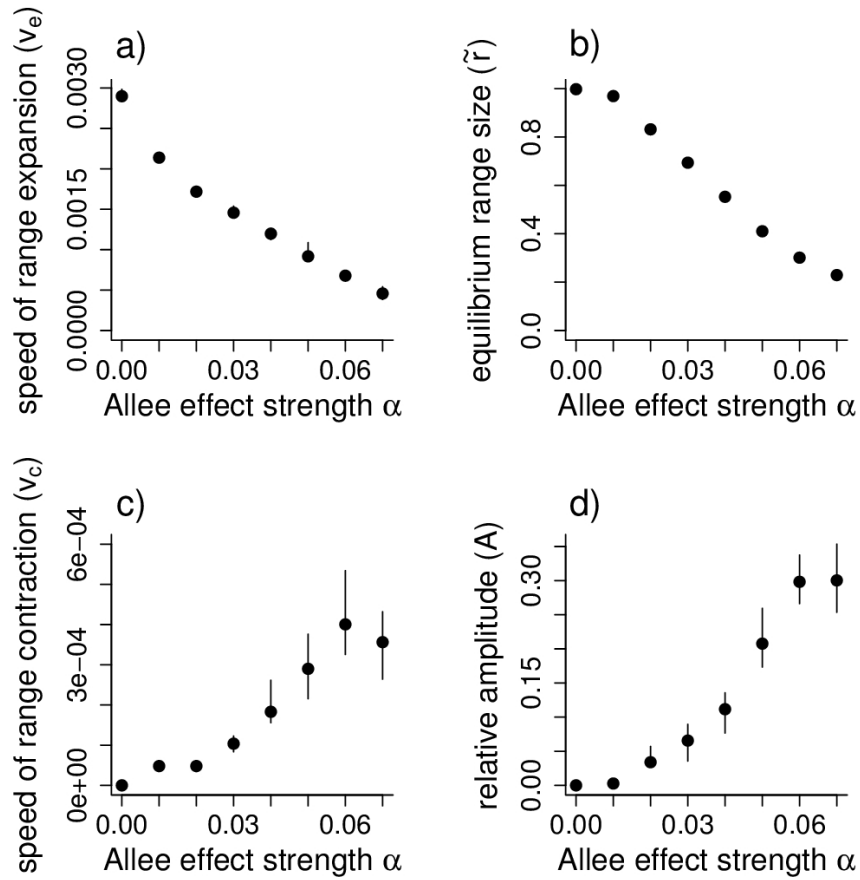 a)
speed of range expansion (vₑ)
0.0030
0.0015
0.0000
0.00 0.03 0.06
Allee effect strength α
b)
equilibrium range size (r̃)
0.8
0.4
0.0
0.00 0.03 0.06
Allee effect strength α
c)
speed of range contraction (v_c)
6e−04
3e−04
0e+00
0.00 0.03 0.06
Allee effect strength α
d)
relative amplitude (A)
0.30
0.15
0.00
0.00 0.03 0.06
Allee effect strength α